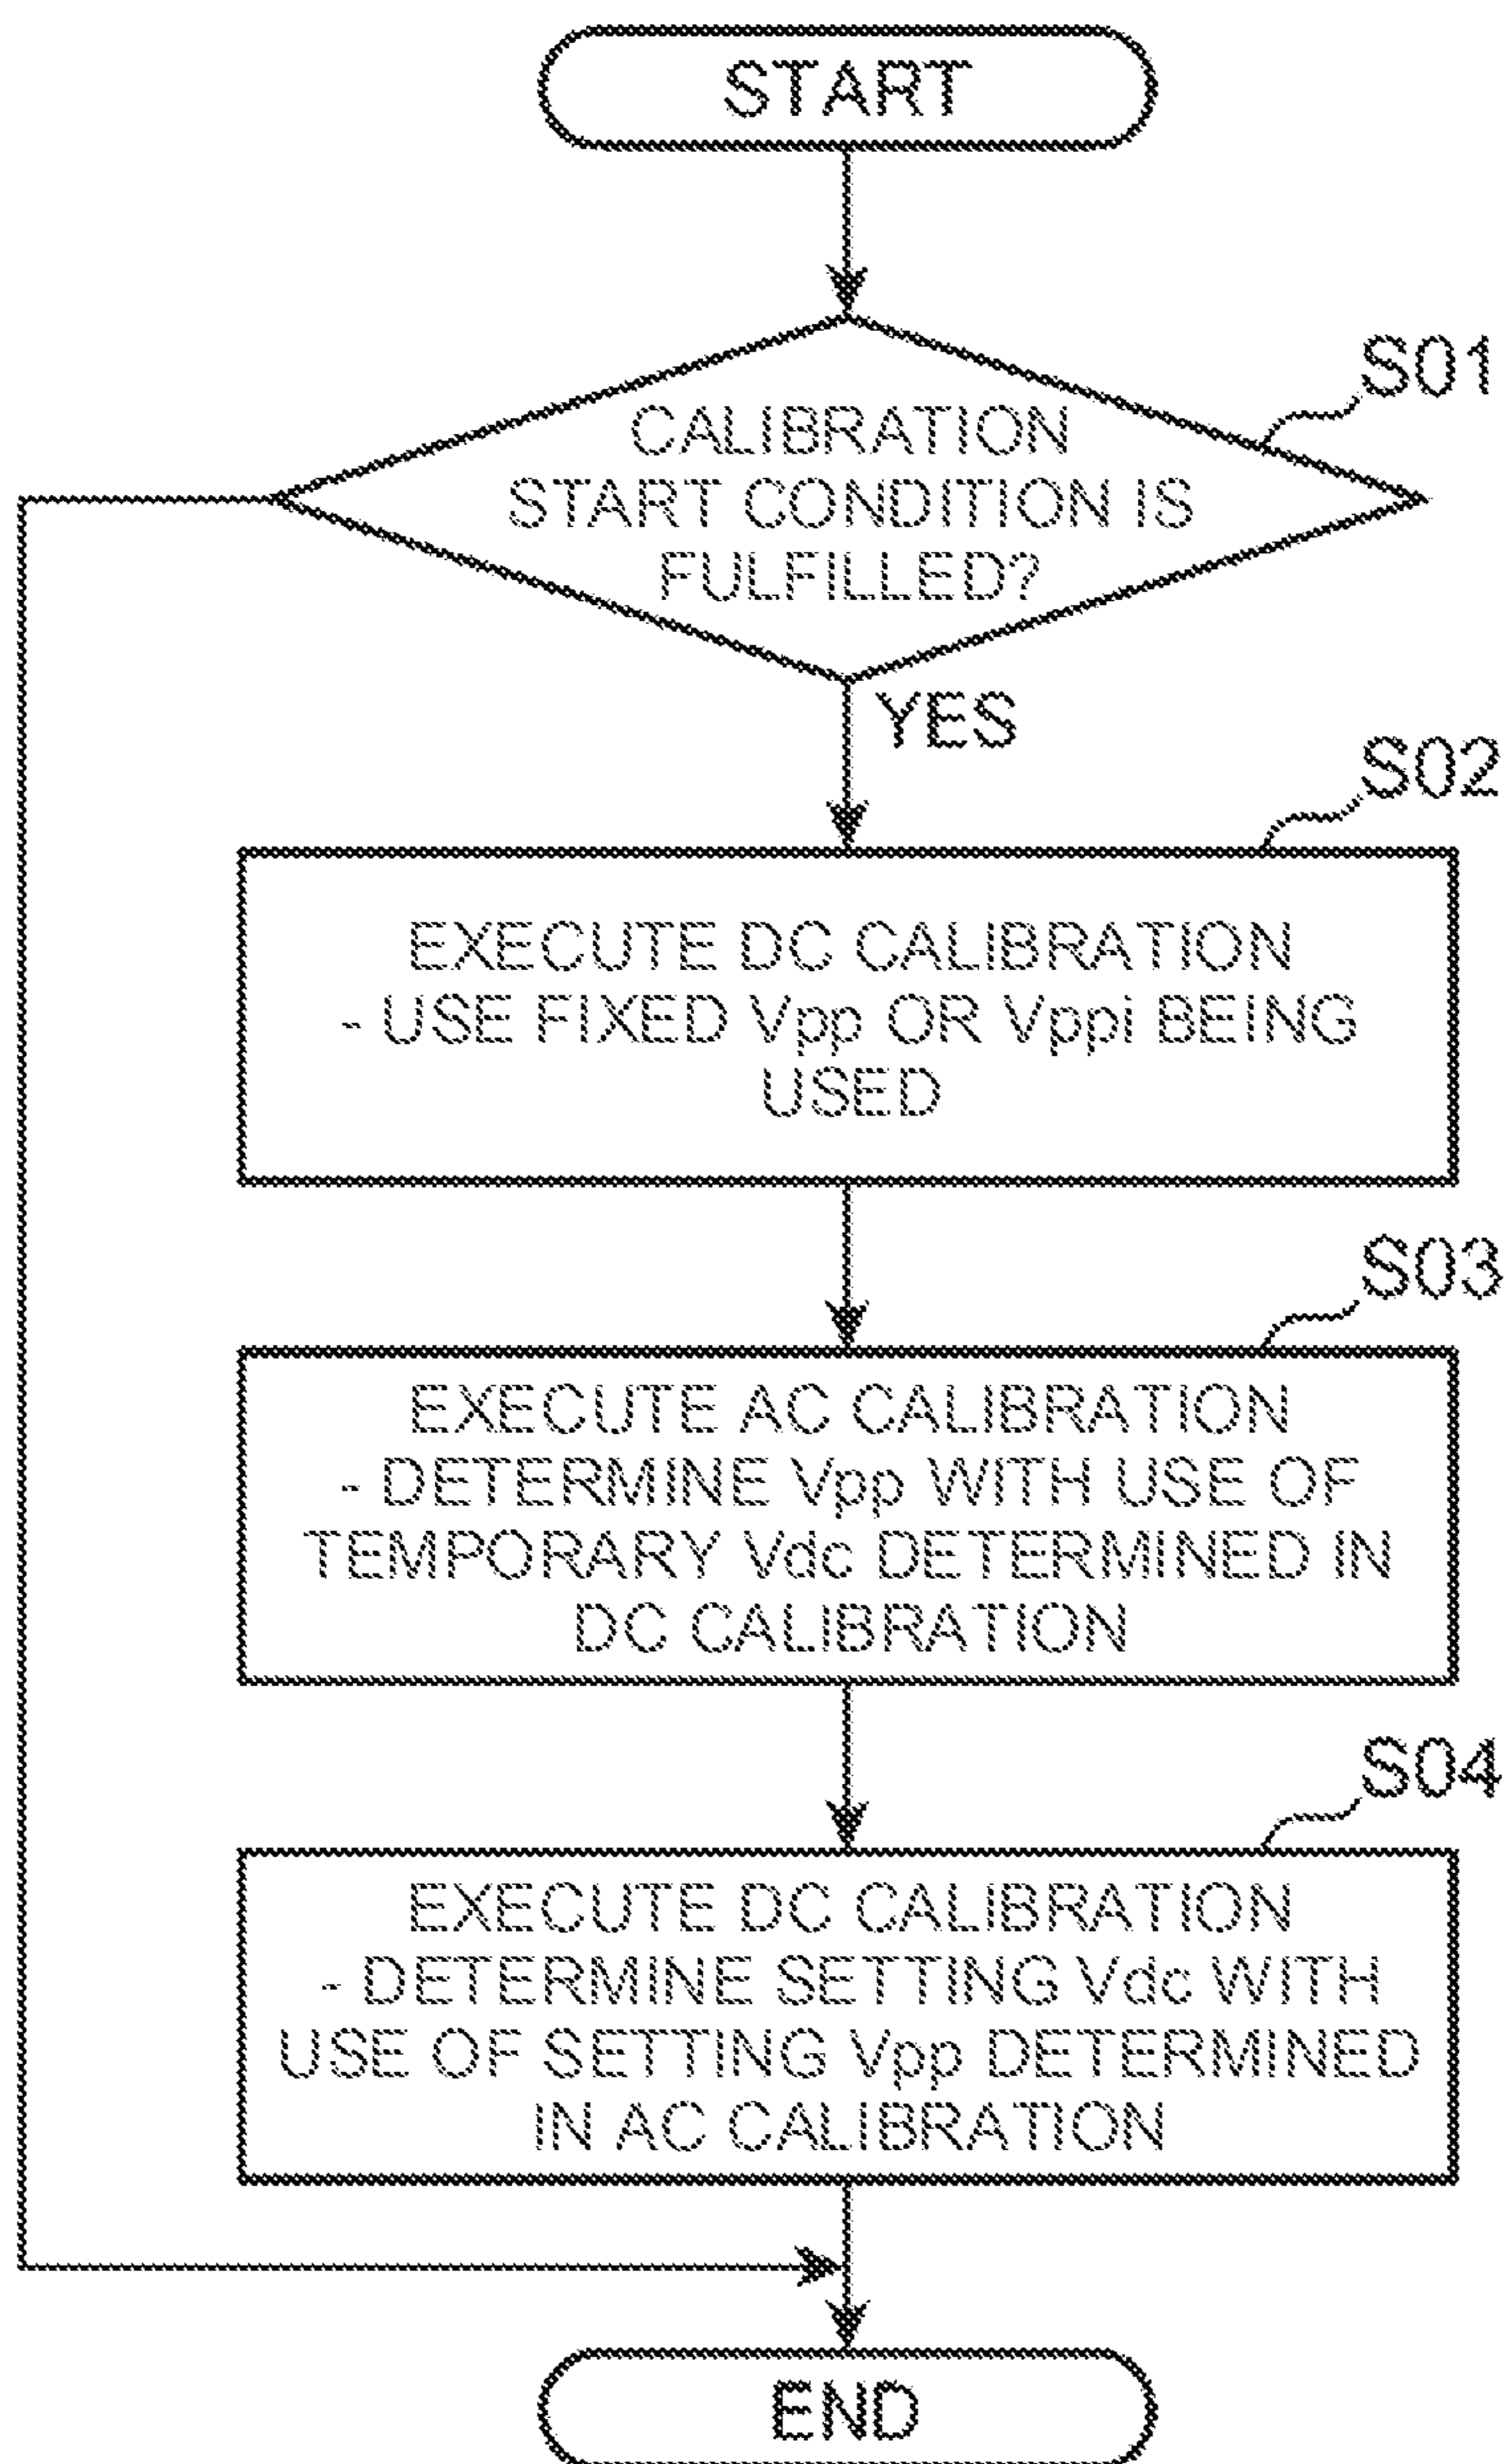 START
S01
CALIBRATION
START CONDITION IS
FULFILLED?
YES
S02
EXECUTE DC CALIBRATION
- USE FIXED Vpp OR Vppi BEING
USED
S03
EXECUTE AC CALIBRATION
- DETERMINE Vpp WITH USE OF
TEMPORARY Vdc DETERMINED IN
DC CALIBRATION
S04
EXECUTE DC CALIBRATION
- DETERMINE SETTING Vdc WITH
USE OF SETTING Vpp DETERMINED
IN AC CALIBRATION
END